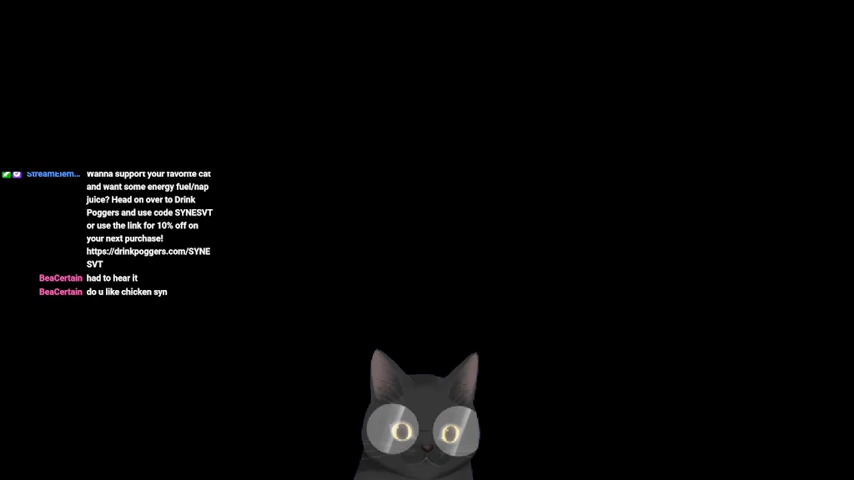 StreamElem... Wanna support your favorite cat
and want some energy fuel/nap
juice? Head on over to Drink
Poggers and use code SYNESVT
or use the link for 10% off on
your next purchase!
https://drinkpoggers.com/SYNE
SVT
BeaCertain had to hear it
BeaCertain do u like chicken syn